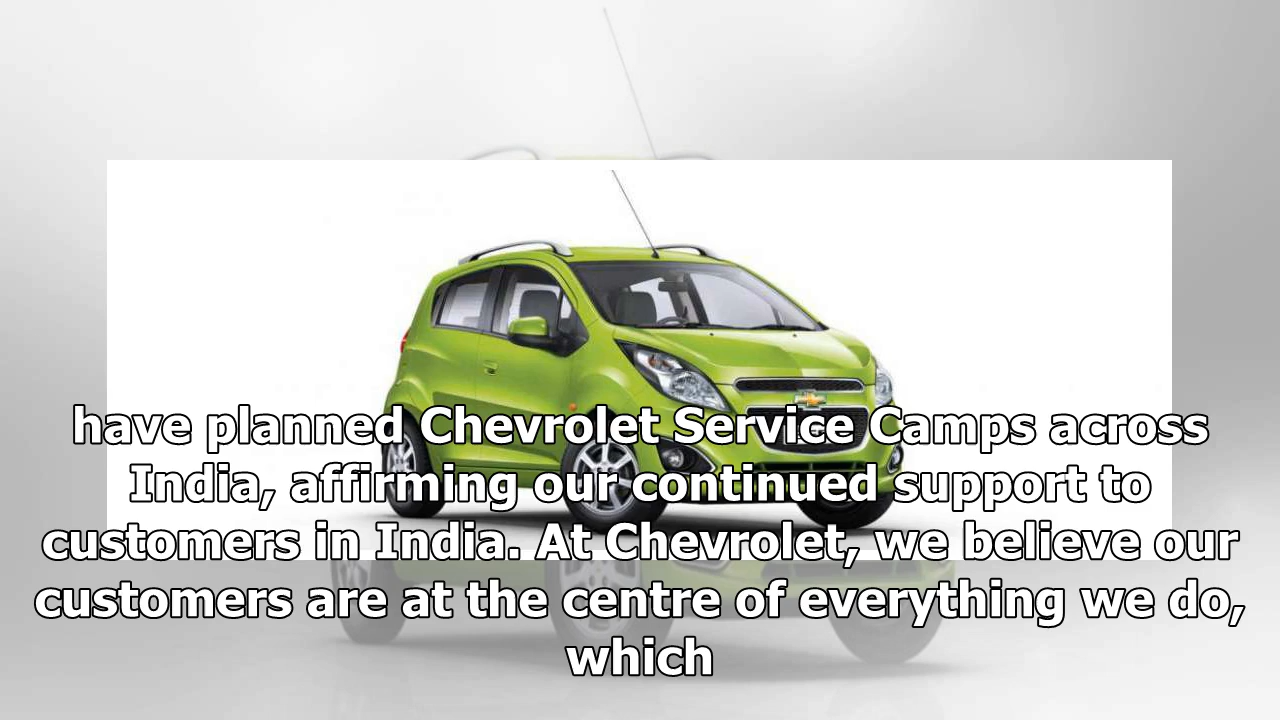 have planned Chevrolet Service Camps across
India, affirming our continued support to
customers in India. At Chevrolet, we believe our
customers are at the centre of everything we do,
which